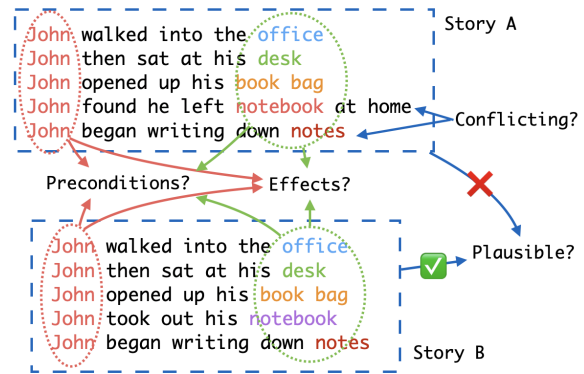 Story A
John walked into the office
John then sat at his desk
John opened up his book bag
John found he left notebook at home
John began writing down notes
Conflicting?
Preconditions?
Effects?
Plausible?
John walked into the office
John then sat at his desk
John opened up his book bag
John took out his notebook
John began writing down notes
Story B